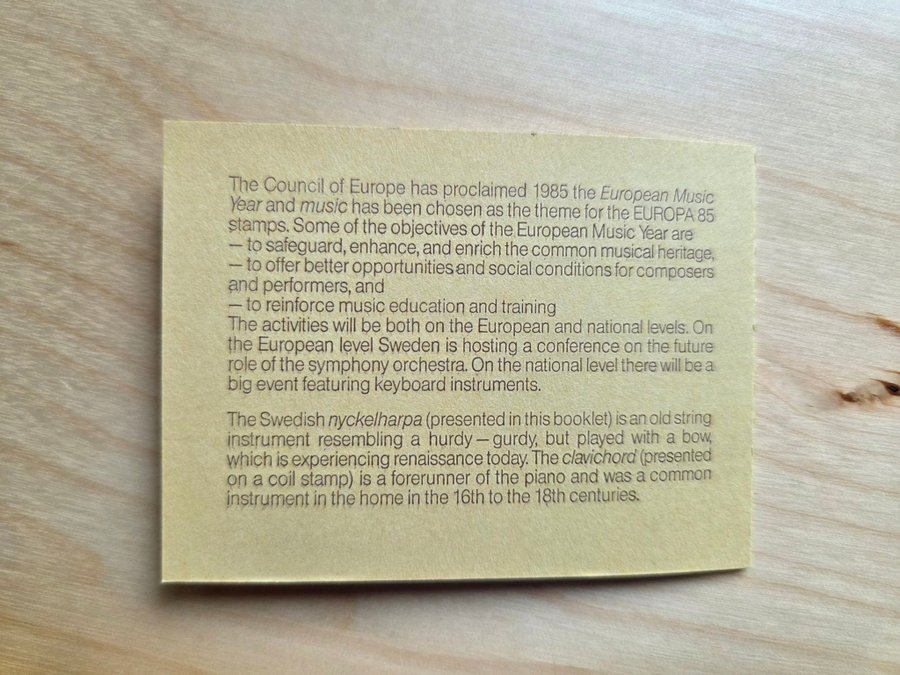 The Council of Europe has proclaimed 1985 the European Music
Year and music has been chosen as the theme for the EUROPA 85
stamps. Some of the objectives of the European Music Year are
— to safeguard, enhance, and enrich the common musical heritage,
— to offer better opportunities and social conditions for composers
and performers, and
— to reinforce music education and training
The activities will be both on the European and national levels. On
the European level Sweden is hosting a conference on the future
role of the symphony orchestra. On the national level there will be a
big event featuring keyboard instruments.
The Swedish nyckelharpa (presented in this booklet) is an old string
instrument resembling a hurdy—gurdy, but played with a bow,
which is experiencing renaissance today. The clavichord (presented
on a coil stamp) is a forerunner of the piano and was a common
instrument in the home in the 16th to the 18th centuries.